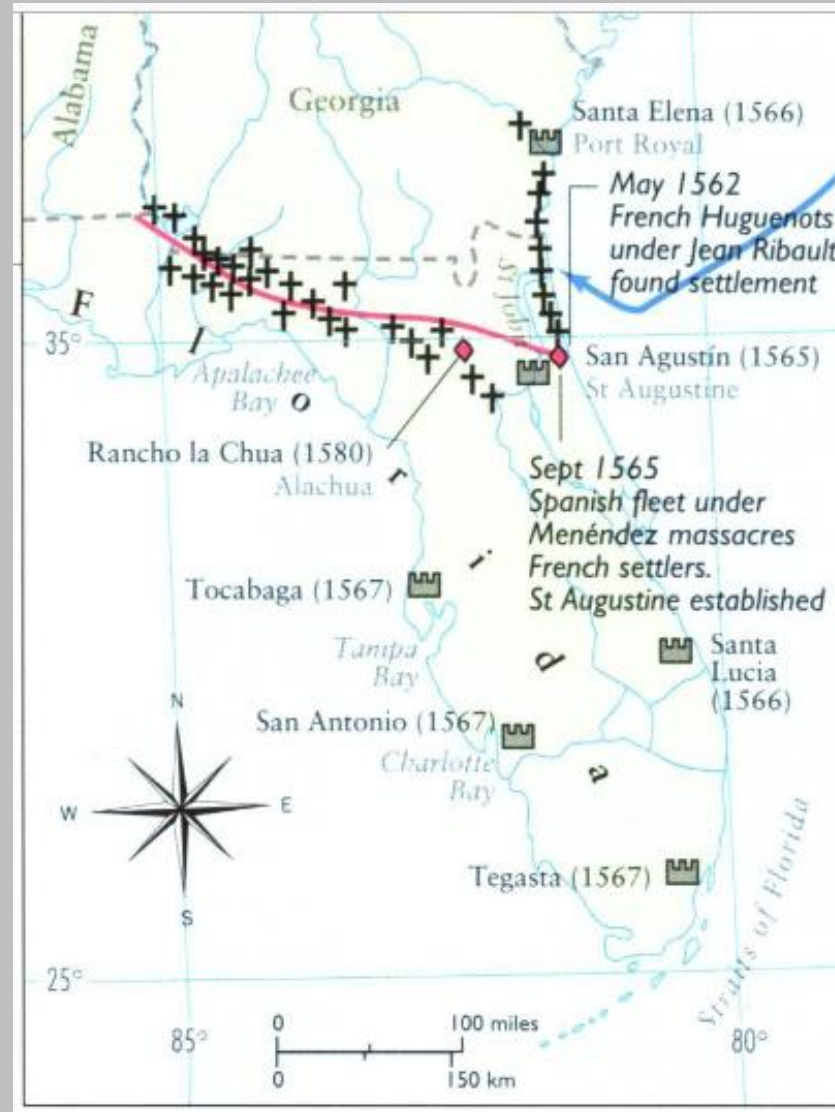 Alabama
Georgia
Santa Elena (1566)
Port Royal
May 1562
French Huguenots
under Jean Ribault
found settlement
St John
F l o r i d a
35°
San Agustín (1565)
St Augustine
Apalachee
Bay
Rancho la Chua (1580)
Alachua
Sept 1565
Spanish fleet under
Menéndez massacres
French settlers.
St Augustine established
Tocabaga (1567)
Tampa
Bay
Santa
Lucia
(1566)
San Antonio (1567)
Charlotte
Bay
N
W
E
S
Tegasta (1567)
Straits of Florida
25°
85°
80°
0
100 miles
0
150 km